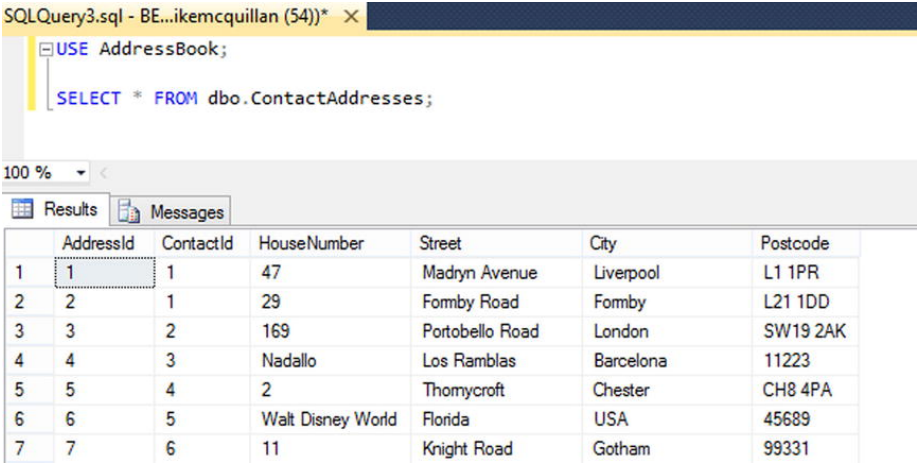 SQLQuery3.sql - BE...ikemcquillan (54))* ×
USE AddressBook;
SELECT * FROM dbo.ContactAddresses;
100 %
Results Messages
AddressId ContactId HouseNumber Street City Postcode
1 1 1 47 Madryn Avenue Liverpool L1 1PR
2 2 1 29 Formby Road Formby L21 1DD
3 3 2 169 Portobello Road London SW19 2AK
4 4 3 Nadallo Los Ramblas Barcelona 11223
5 5 4 2 Thornycroft Chester CH8 4PA
6 6 5 Walt Disney World Florida USA 45689
7 7 6 11 Knight Road Gotham 99331